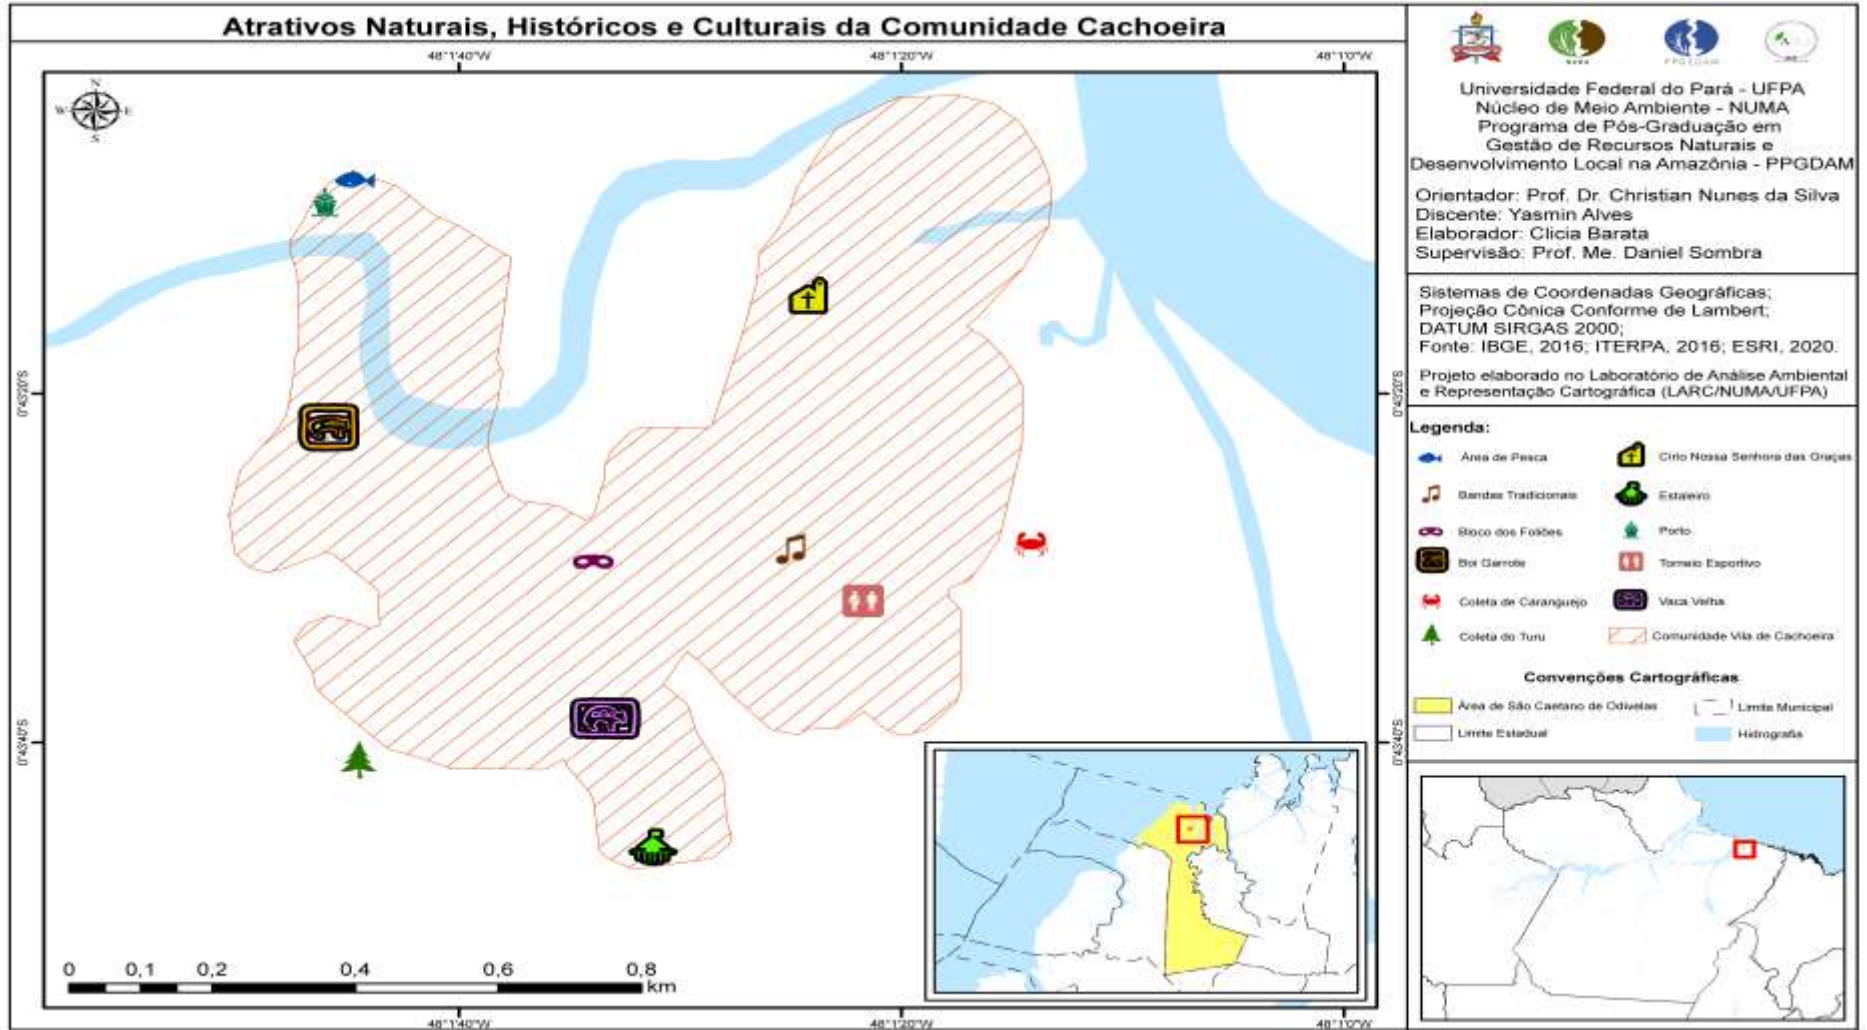 Atrativos Naturais, Históricos e Culturais da Comunidade Cachoeira
48°1'40"W
48°1'20"W
48°1'0"W
N
W
E
S
0°43'20"S
0°43'20"S
0°43'40"S
0°43'40"S
0
0,1
0,2
0,4
0,6
0,8
km
48°1'40"W
48°1'20"W
48°1'0"W
NUMA
PPGEDAM
Universidade Federal do Pará - UFPA
Núcleo de Meio Ambiente - NUMA
Programa de Pós-Graduação em
Gestão de Recursos Naturais e
Desenvolvimento Local na Amazônia - PPGDAM
Orientador: Prof. Dr. Christian Nunes da Silva
Discente: Yasmin Alves
Elaborador: Clicia Barata
Supervisão: Prof. Me. Daniel Sombra
Sistemas de Coordenadas Geográficas;
Projeção Cônica Conforme de Lambert;
DATUM SIRGAS 2000;
Fonte: IBGE, 2016; ITERPA, 2016; ESRI, 2020.
Projeto elaborado no Laboratório de Análise Ambiental
e Representação Cartográfica (LARC/NUMA/UFPA)
Legenda:
Área de Pesca
Círio Nossa Senhora das Graças
Bandas Tradicionais
Estaleiro
Bloco dos Foliões
Porto
Boi Garrote
Torneio Esportivo
Coleta de Caranguejo
Vaca Velha
Coleta do Turu
Comunidade Vila de Cachoeira
Convenções Cartográficas
Área de São Caetano de Odivelas
Limite Municipal
Limite Estadual
Hidrografia